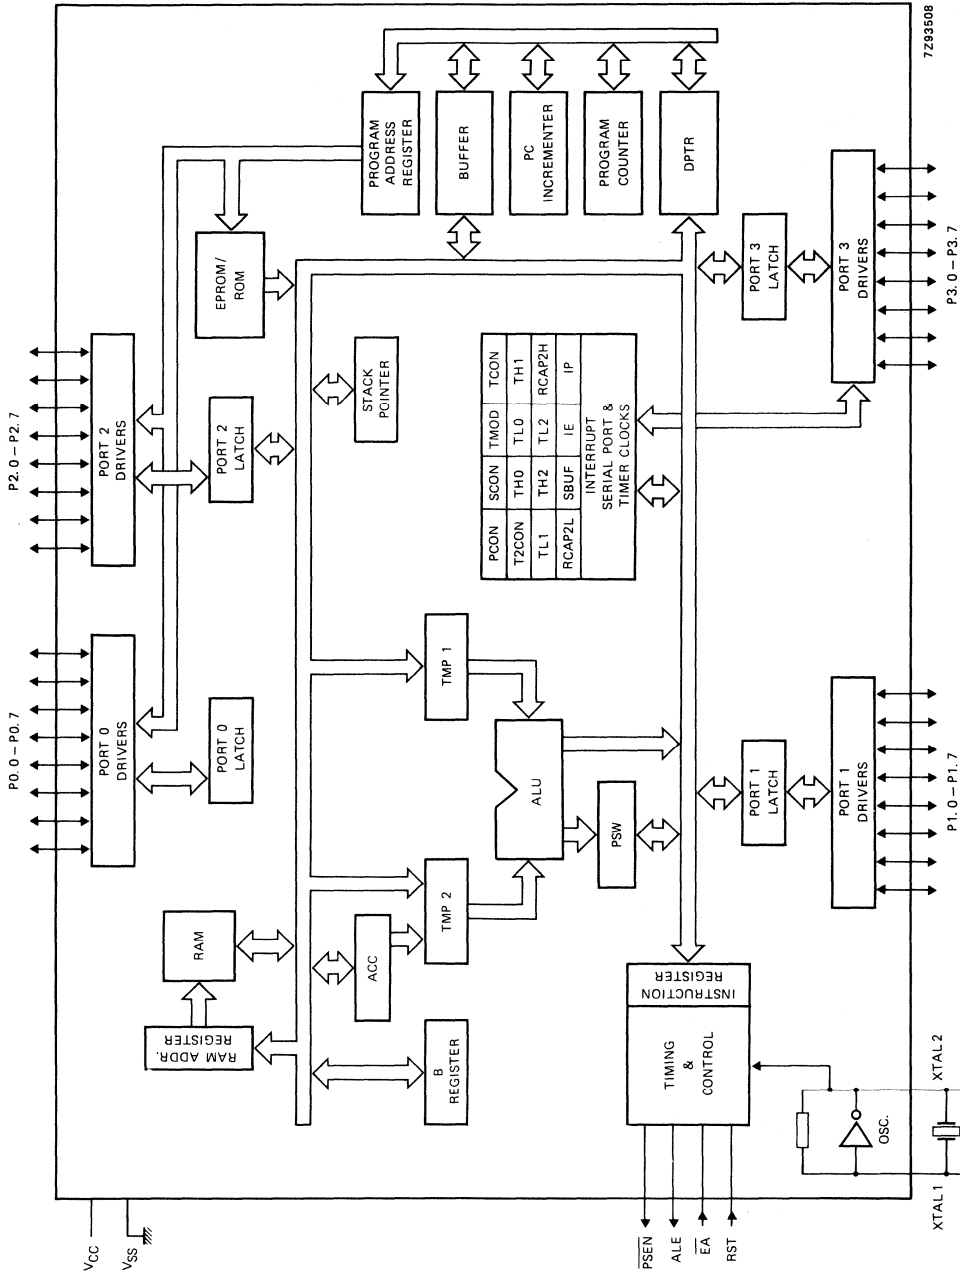 P0.0–P0.7
P2.0–P2.7
VCC
VSS
RAM ADDR.
REGISTER
RAM
PORT 0
DRIVERS
PORT 2
DRIVERS
PORT 0
LATCH
PORT 2
LATCH
EPROM/
ROM
B
REGISTER
ACC
TMP 2
TMP 1
ALU
PSW
STACK
POINTER
PROGRAM
ADDRESS
REGISTER
BUFFER
PC
INCREMENTER
PROGRAM
COUNTER
DPTR
PCON SCON TMOD TCON
T2CON TH0 TL0 TH1
TL1 TH2 TL2 RCAP2H
RCAP2L SBUF IE IP
INTERRUPT
SERIAL PORT &
TIMER CLOCKS
PSEN
ALE
EA
RST
TIMING
&
CONTROL
INSTRUCTION
REGISTER
PORT 1
LATCH
PORT 3
LATCH
PORT 1
DRIVERS
PORT 3
DRIVERS
OSC.
XTAL1
XTAL2
P1.0–P1.7
P3.0–P3.7
7Z93508